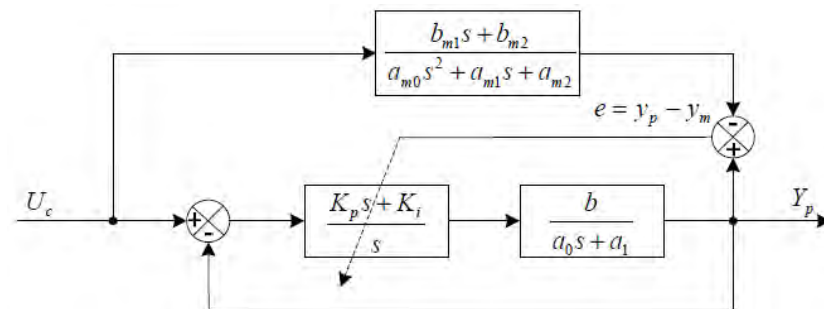 b_{m1}s + b_{m2}
a_{m0}s^2 + a_{m1}s + a_{m2}
e = y_p - y_m
-
+
U_c
+
-
K_p s + K_i
s
b
a_0 s + a_1
Y_p